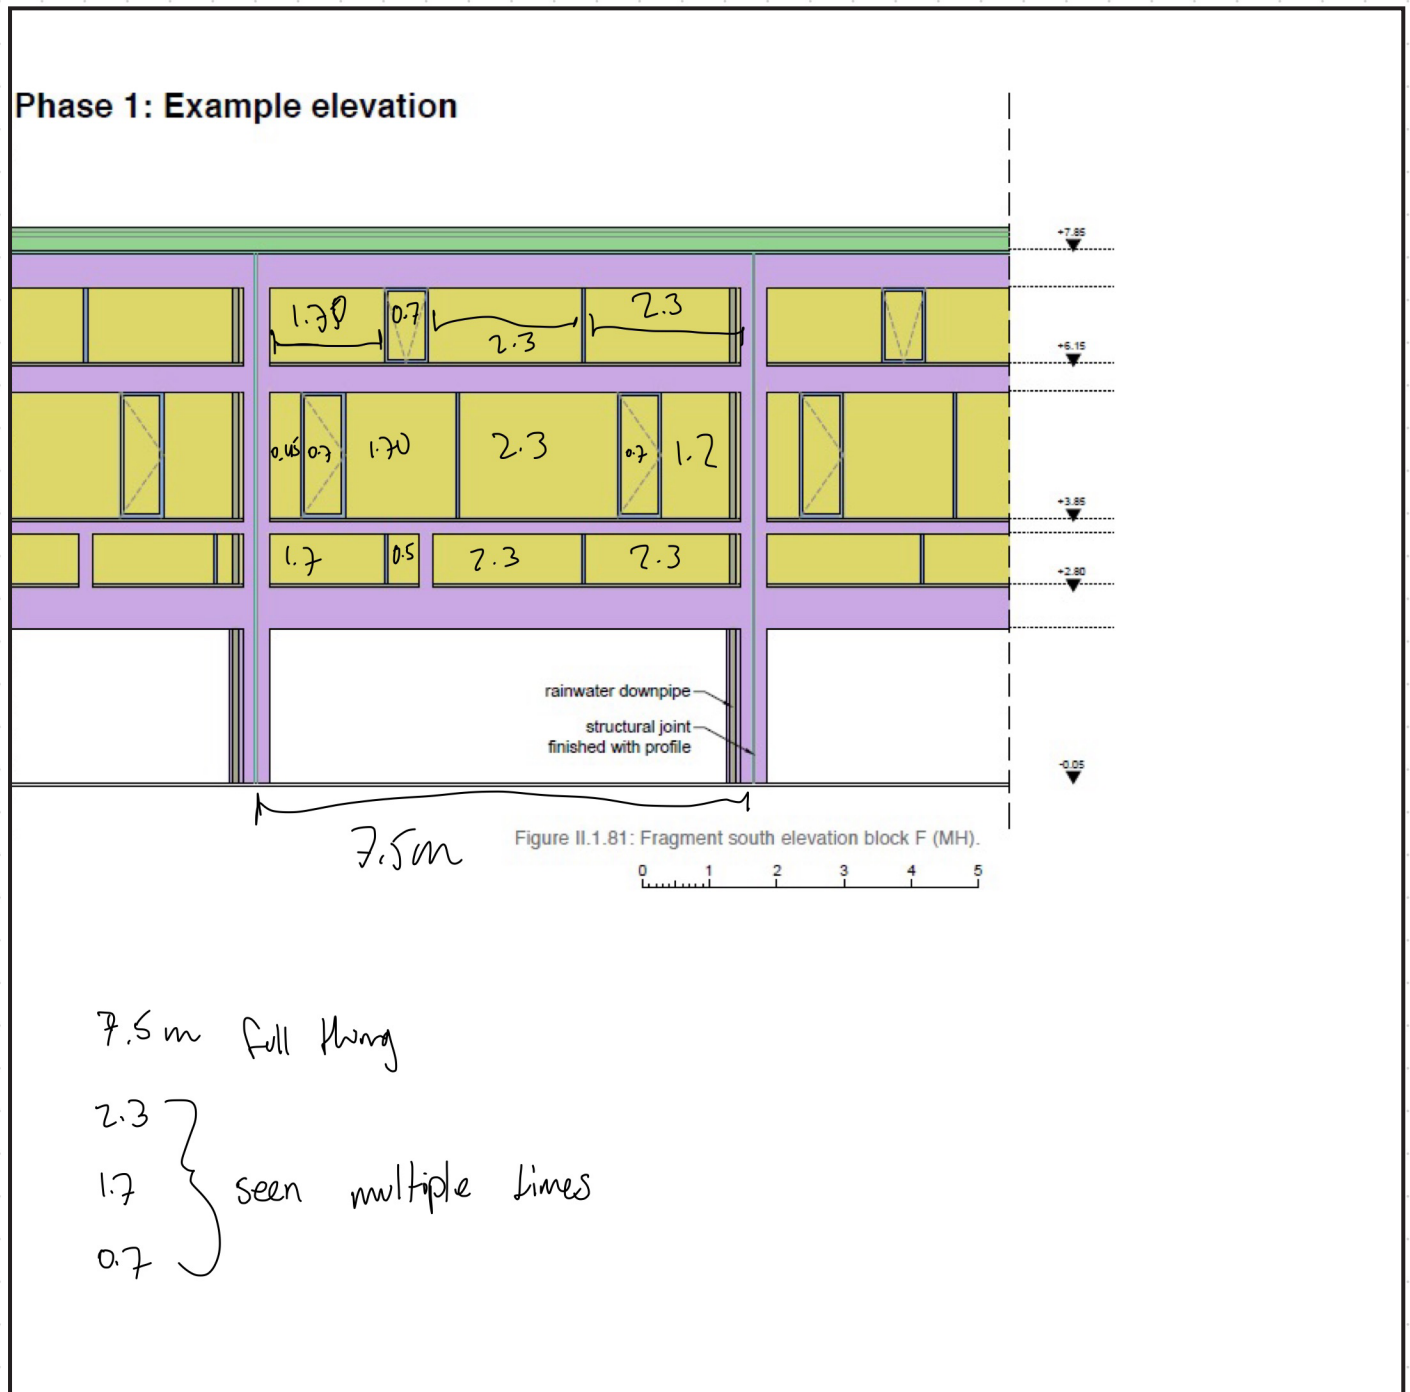 Phase 1: Example elevation
+7.85
1.70 0.7 2.3 2.3
+6.15
0.45 0.7 1.70 2.3 0.7 1.2
+3.85
1.7 0.5 2.3 2.3
+2.80
rainwater downpipe
structural joint
finished with profile
-0.05
7.5m
Figure II.1.81: Fragment south elevation block F (MH).
0 1 2 3 4 5
7.5m full thing
2.3
1.7
seen multiple times
0.7